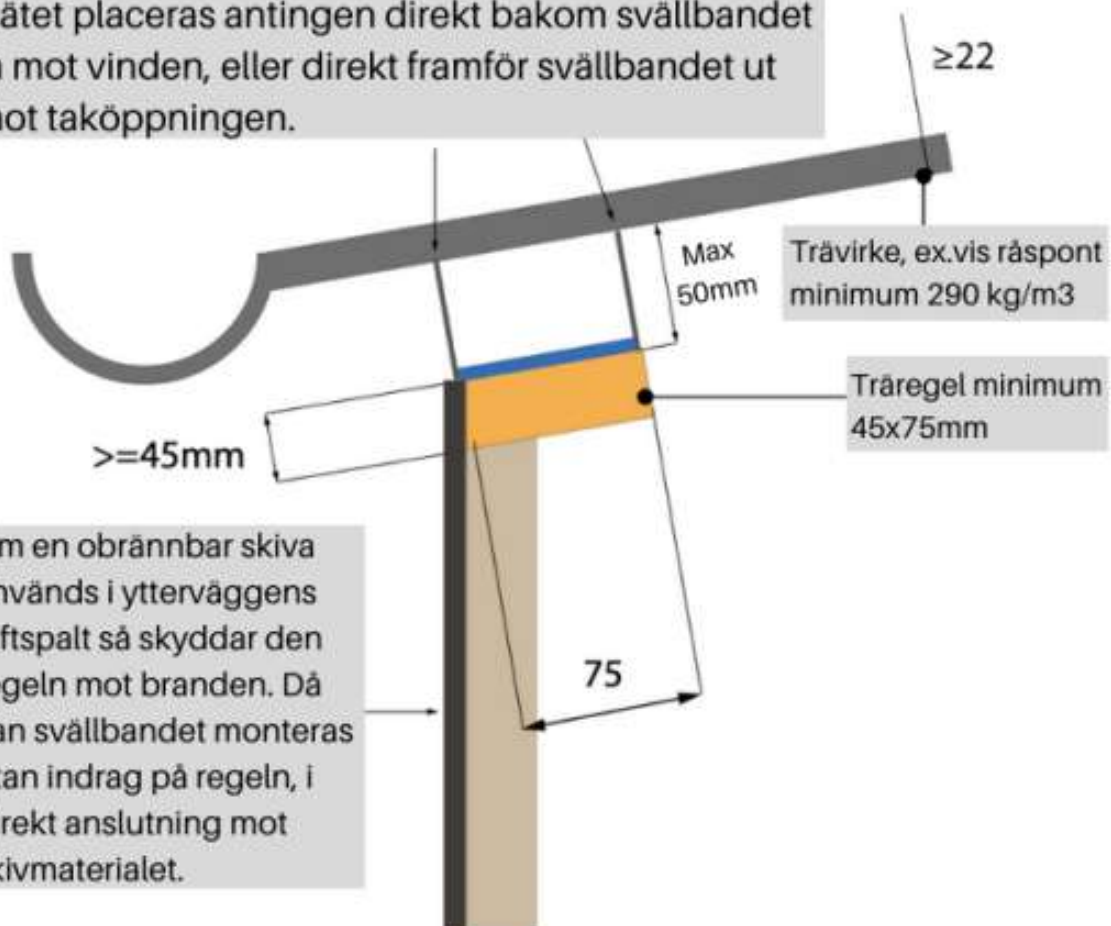 ätet placeras antingen direkt bakom svällbandet
mot vinden, eller direkt framför svällbandet ut
ot taköppningen.
≥22
Max
50mm
Trävirke, ex.vis råspont
minimum 290 kg/m3
Träregel minimum
45x75mm
>=45mm
m en obrännbar skiva
nvänds i ytterväggens
ftspalt så skyddar den
egeln mot branden. Då
an svällbandet monteras
tan indrag på regeln, i
rekt anslutning mot
kivmaterialet.
75